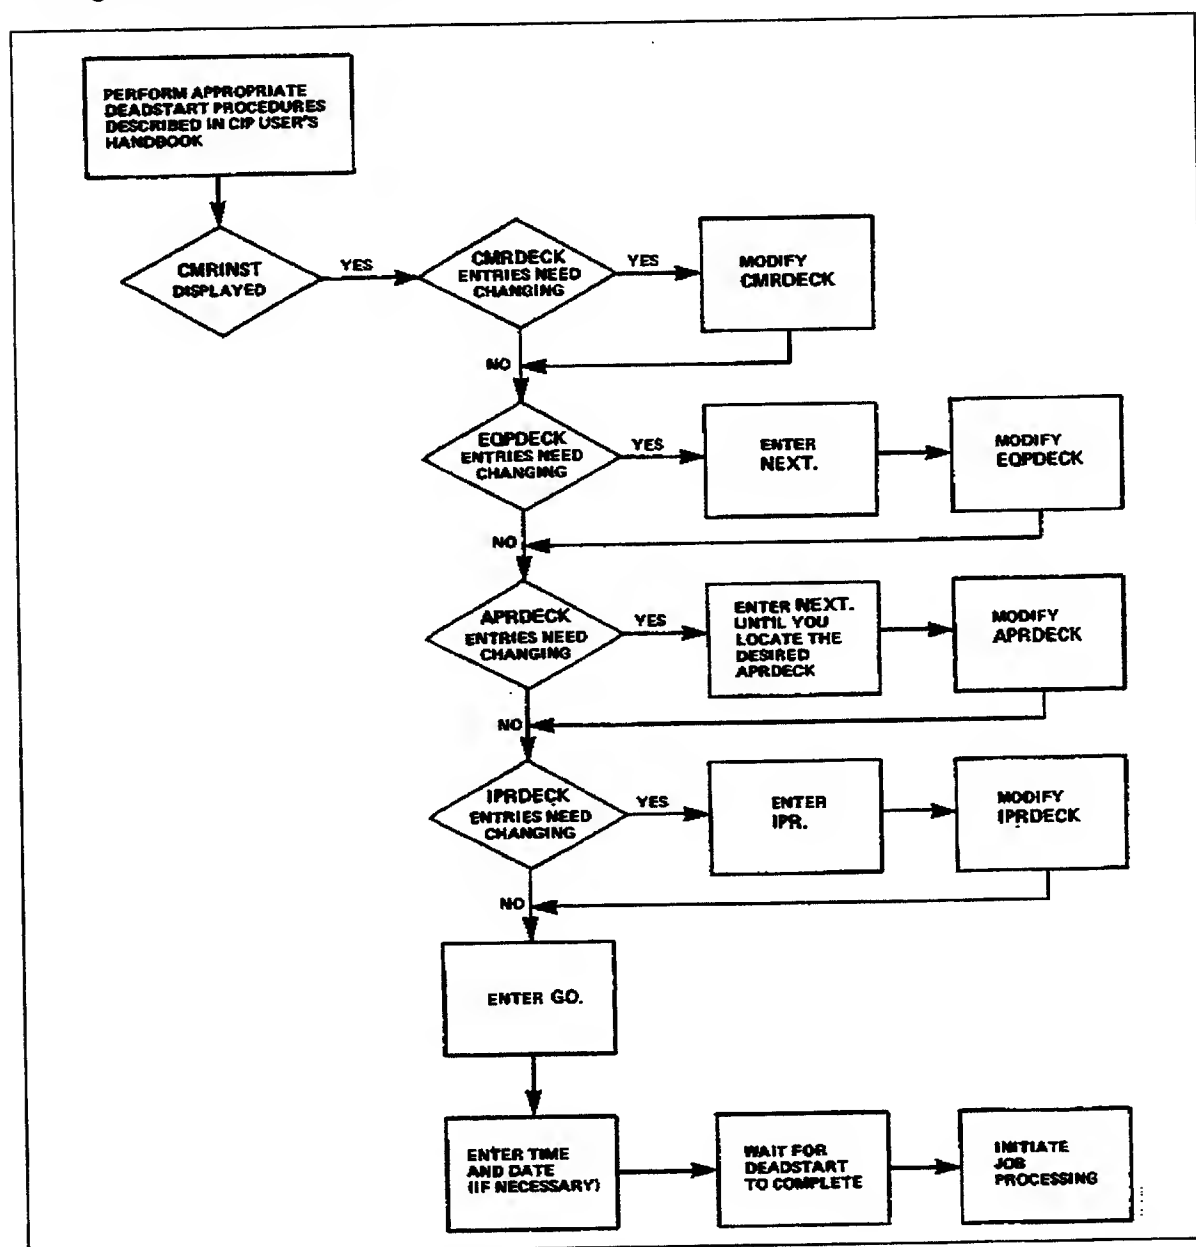 PERFORM APPROPRIATE
DEADSTART PROCEDURES
DESCRIBED IN CIP USER'S
HANDBOOK
CMRINST
DISPLAYED
YES
CMRDECK
ENTRIES NEED
CHANGING
YES
MODIFY
CMRDECK
NO
EQPDECK
ENTRIES NEED
CHANGING
YES
ENTER
NEXT.
MODIFY
EQPDECK
NO
APRDECK
ENTRIES NEED
CHANGING
YES
ENTER NEXT.
UNTIL YOU
LOCATE THE
DESIRED
APRDECK
MODIFY
APRDECK
NO
IPRDECK
ENTRIES NEED
CHANGING
YES
ENTER
IPR.
MODIFY
IPRDECK
NO
ENTER GO.
ENTER TIME
AND DATE
(IF NECESSARY)
WAIT FOR
DEADSTART
TO COMPLETE
INITIATE
JOB
PROCESSING